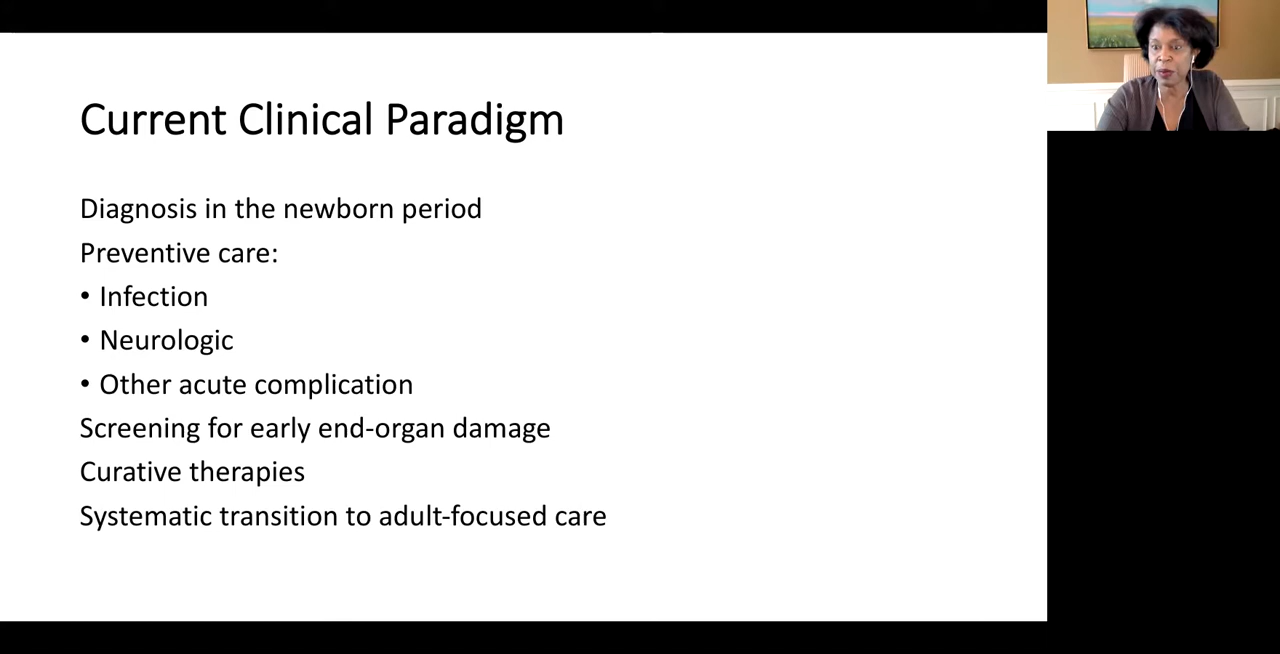 Current Clinical Paradigm
Diagnosis in the newborn period
Preventive care:
• Infection
• Neurologic
• Other acute complication
Screening for early end-organ damage
Curative therapies
Systematic transition to adult-focused care